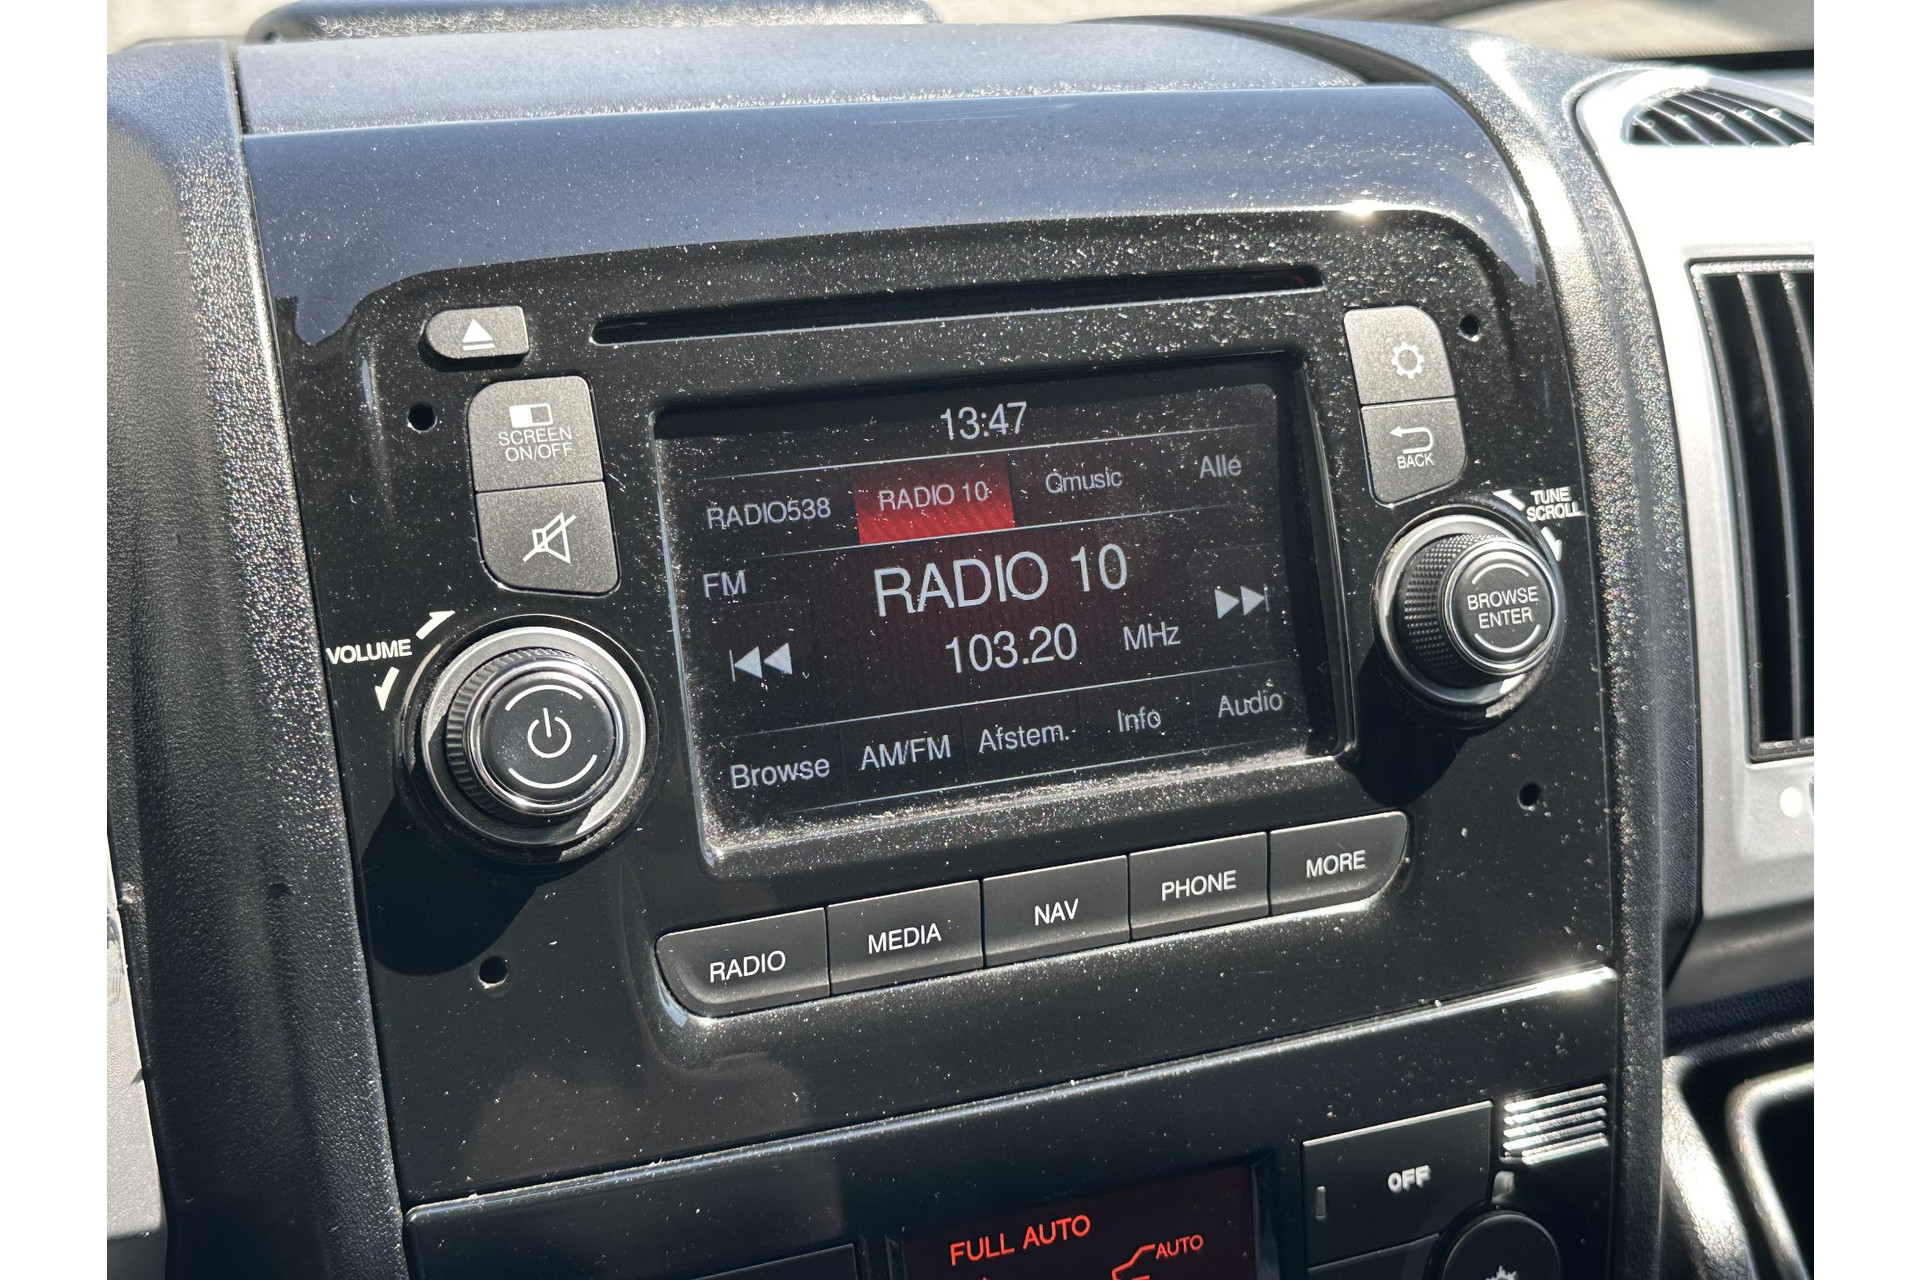 SCREEN
ON/OFF
VOLUME
13:47
RADIO538 RADIO 10 Qmusic Alle
FM
RADIO 10
103.20 MHz
Browse AM/FM Afstem. Info Audio
BACK
TUNE
SCROLL
BROWSE
ENTER
RADIO MEDIA NAV PHONE MORE
OFF
FULL AUTO
AUTO